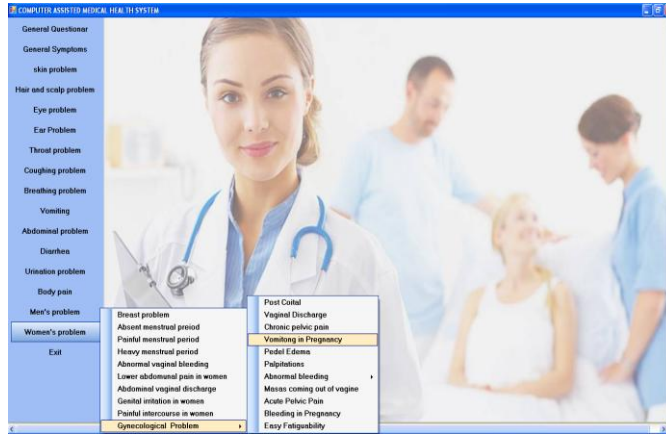 COMPUTER ASSISTED MEDICAL HEALTH SYSTEM
General Questionar
General Symptoms
skin problem
Hair and scalp problem
Eye problem
Ear Problem
Throat problem
Coughing problem
Breathing problem
Vomiting
Abdominal problem
Diarrhea
Urination problem
Body pain
Men's problem
Women's problem
Exit
Breast problem
Absent menstrual preiod
Painful menstrual period
Heavy menstrual period
Abnormal vaginal bleeding
Lower abdomunal pain in women
Abdominal vaginal discharge
Genital irritation in women
Painful intercourse in women
Gynecological Problem
Post Coital
Vaginal Discharge
Chronic pelvic pain
Vomitong in Pregnancy
Pedel Edema
Palpitations
Abnormal bleeding
Masas coming out of vagine
Acute Pelvic Pain
Bleeding in Pregnancy
Easy Fatiguability